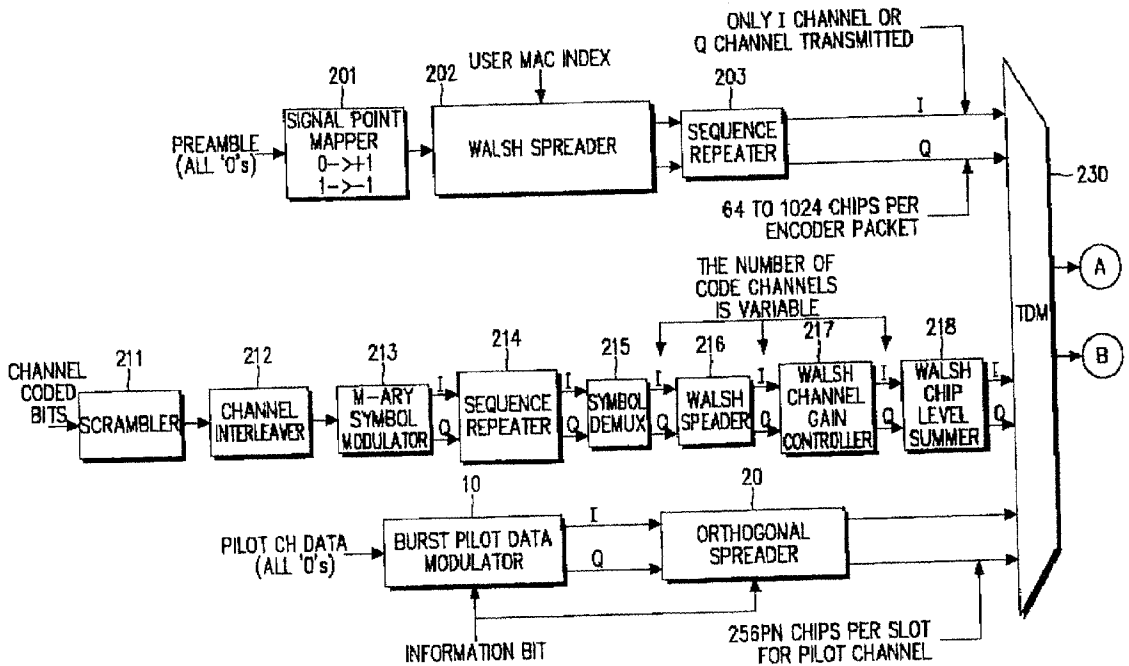 ONLY I CHANNEL OR
Q CHANNEL TRANSMITTED
USER MAC INDEX
201
202
203
SIGNAL POINT
MAPPER
0->+1
1->-1
PREAMBLE
(ALL '0's)
WALSH SPREADER
SEQUENCE
REPEATER
I
Q
230
64 TO 1024 CHIPS PER
ENCODER PACKET
THE NUMBER OF
CODE CHANNELS
IS VARIABLE
TDM
A
B
CHANNEL
CODED
BITS
211
SCRAMBLER
212
CHANNEL
INTERLEAVER
213
M-ARY
SYMBOL
MODULATOR
I
Q
214
SEQUENCE
REPEATER
I
Q
215
SYMBOL
DEMUX
I
Q
216
WALSH
SPEADER
I
Q
217
WALSH
CHANNEL
GAIN
CONTROLLER
I
Q
218
WALSH
CHIP
LEVEL
SUMMER
I
Q
10
BURST PILOT DATA
MODULATOR
PILOT CH DATA
(ALL '0's)
I
Q
20
ORTHOGONAL
SPREADER
INFORMATION BIT
256PN CHIPS PER SLOT
FOR PILOT CHANNEL